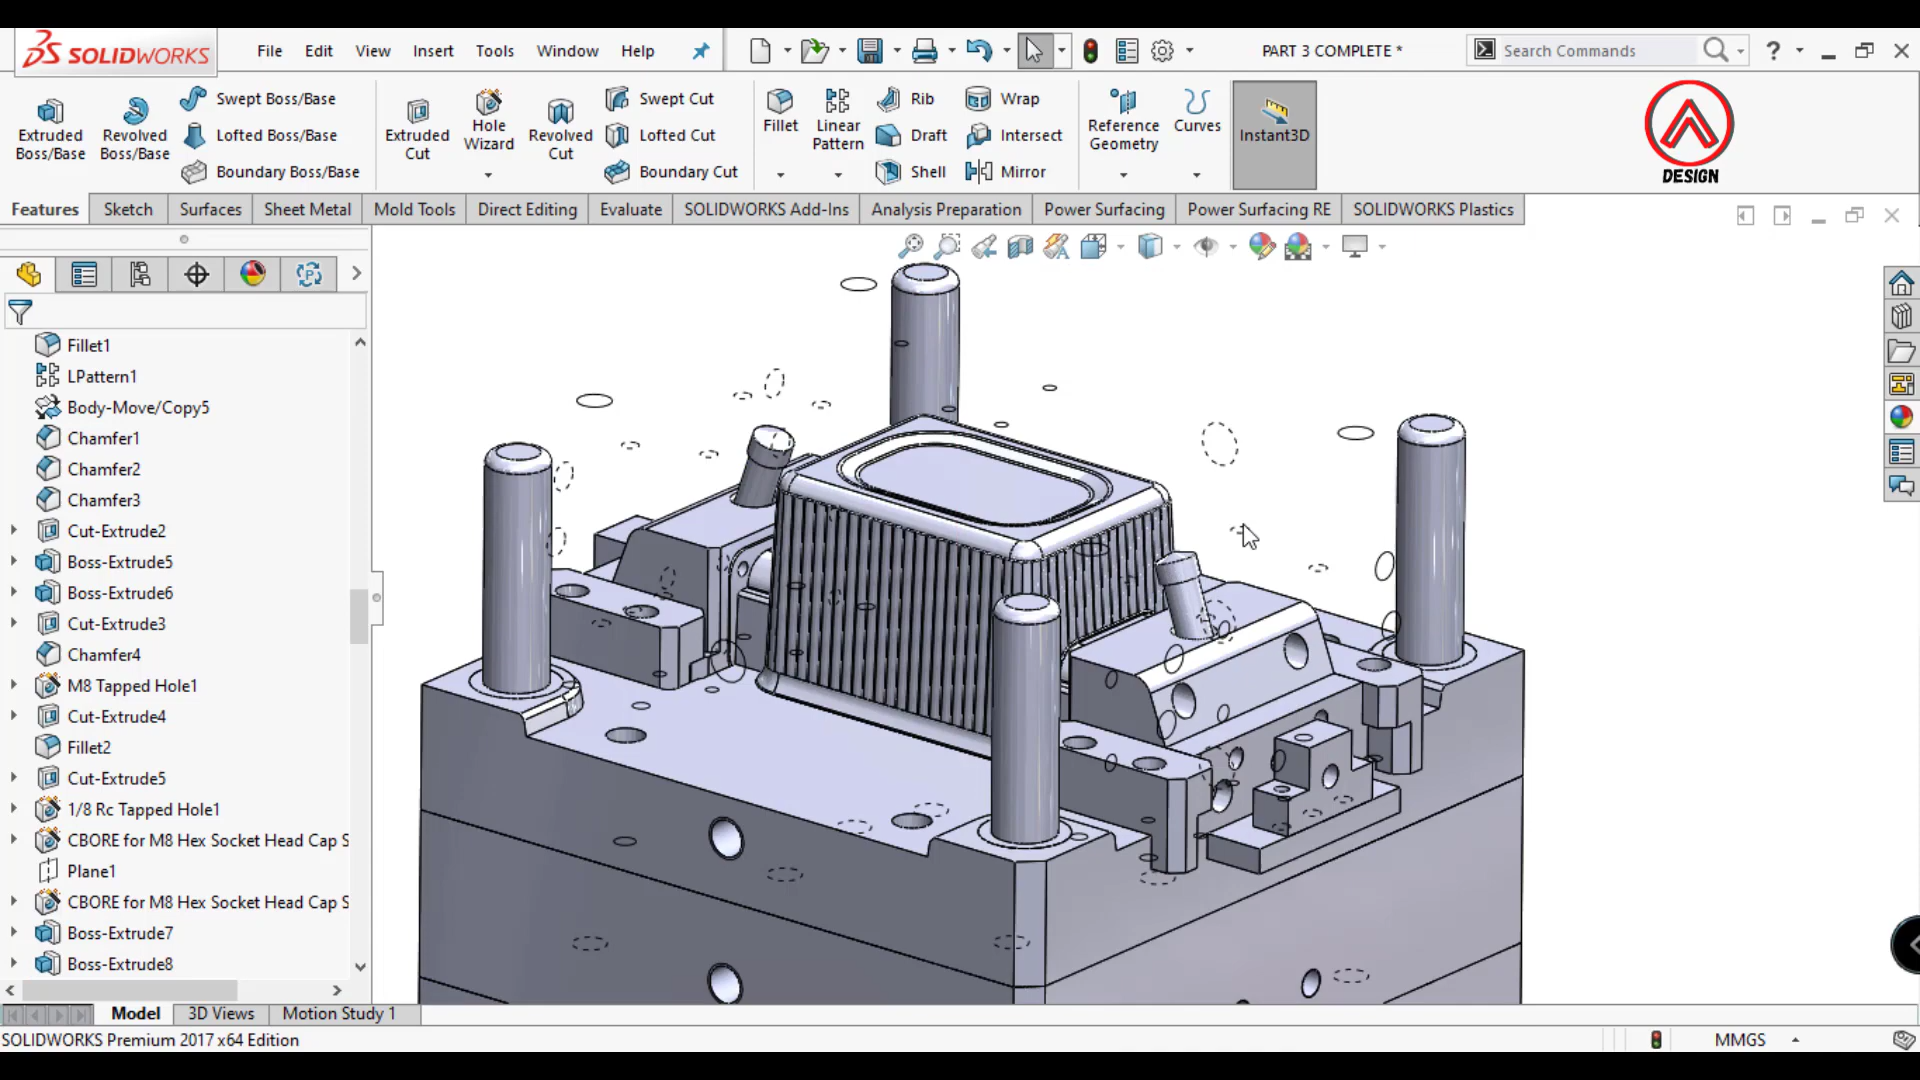 SOLIDWORKS
File Edit View Insert Tools Window Help
PART 3 COMPLETE *
Search Commands
?
Extruded Boss/Base
Revolved Boss/Base
Swept Boss/Base
Lofted Boss/Base
Boundary Boss/Base
Extruded Cut
Hole Wizard
Revolved Cut
Swept Cut
Lofted Cut
Boundary Cut
Fillet
Linear Pattern
Rib
Draft
Shell
Wrap
Intersect
Mirror
Reference Geometry
Curves
Instant3D
DESIGN
Features Sketch Surfaces Sheet Metal Mold Tools Direct Editing Evaluate SOLIDWORKS Add-Ins Analysis Preparation Power Surfacing Power Surfacing RE SOLIDWORKS Plastics
Fillet1
LPattern1
Body-Move/Copy5
Chamfer1
Chamfer2
Chamfer3
Cut-Extrude2
Boss-Extrude5
Boss-Extrude6
Cut-Extrude3
Chamfer4
M8 Tapped Hole1
Cut-Extrude4
Fillet2
Cut-Extrude5
1/8 Rc Tapped Hole1
CBORE for M8 Hex Socket Head Cap S
Plane1
CBORE for M8 Hex Socket Head Cap S
Boss-Extrude7
Boss-Extrude8
Model 3D Views Motion Study 1
SOLIDWORKS Premium 2017 x64 Edition
MMGS